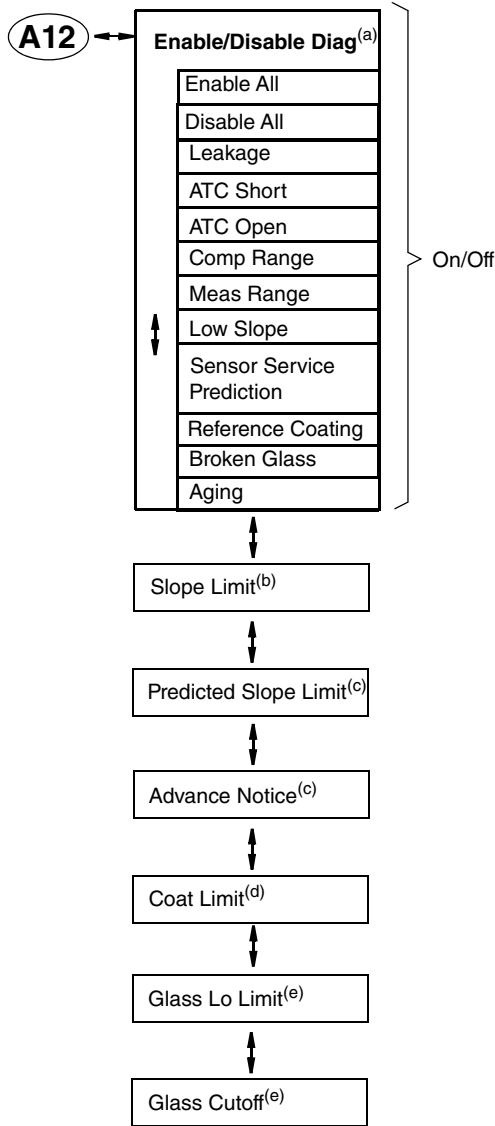 A12
Enable/Disable Diag(a)
Enable All
Disable All
Leakage
ATC Short
ATC Open
Comp Range
Meas Range
Low Slope
Sensor Service
Prediction
Reference Coating
Broken Glass
Aging
On/Off
Slope Limit(b)
Predicted Slope Limit(c)
Advance Notice(c)
Coat Limit(d)
Glass Lo Limit(e)
Glass Cutoff(e)